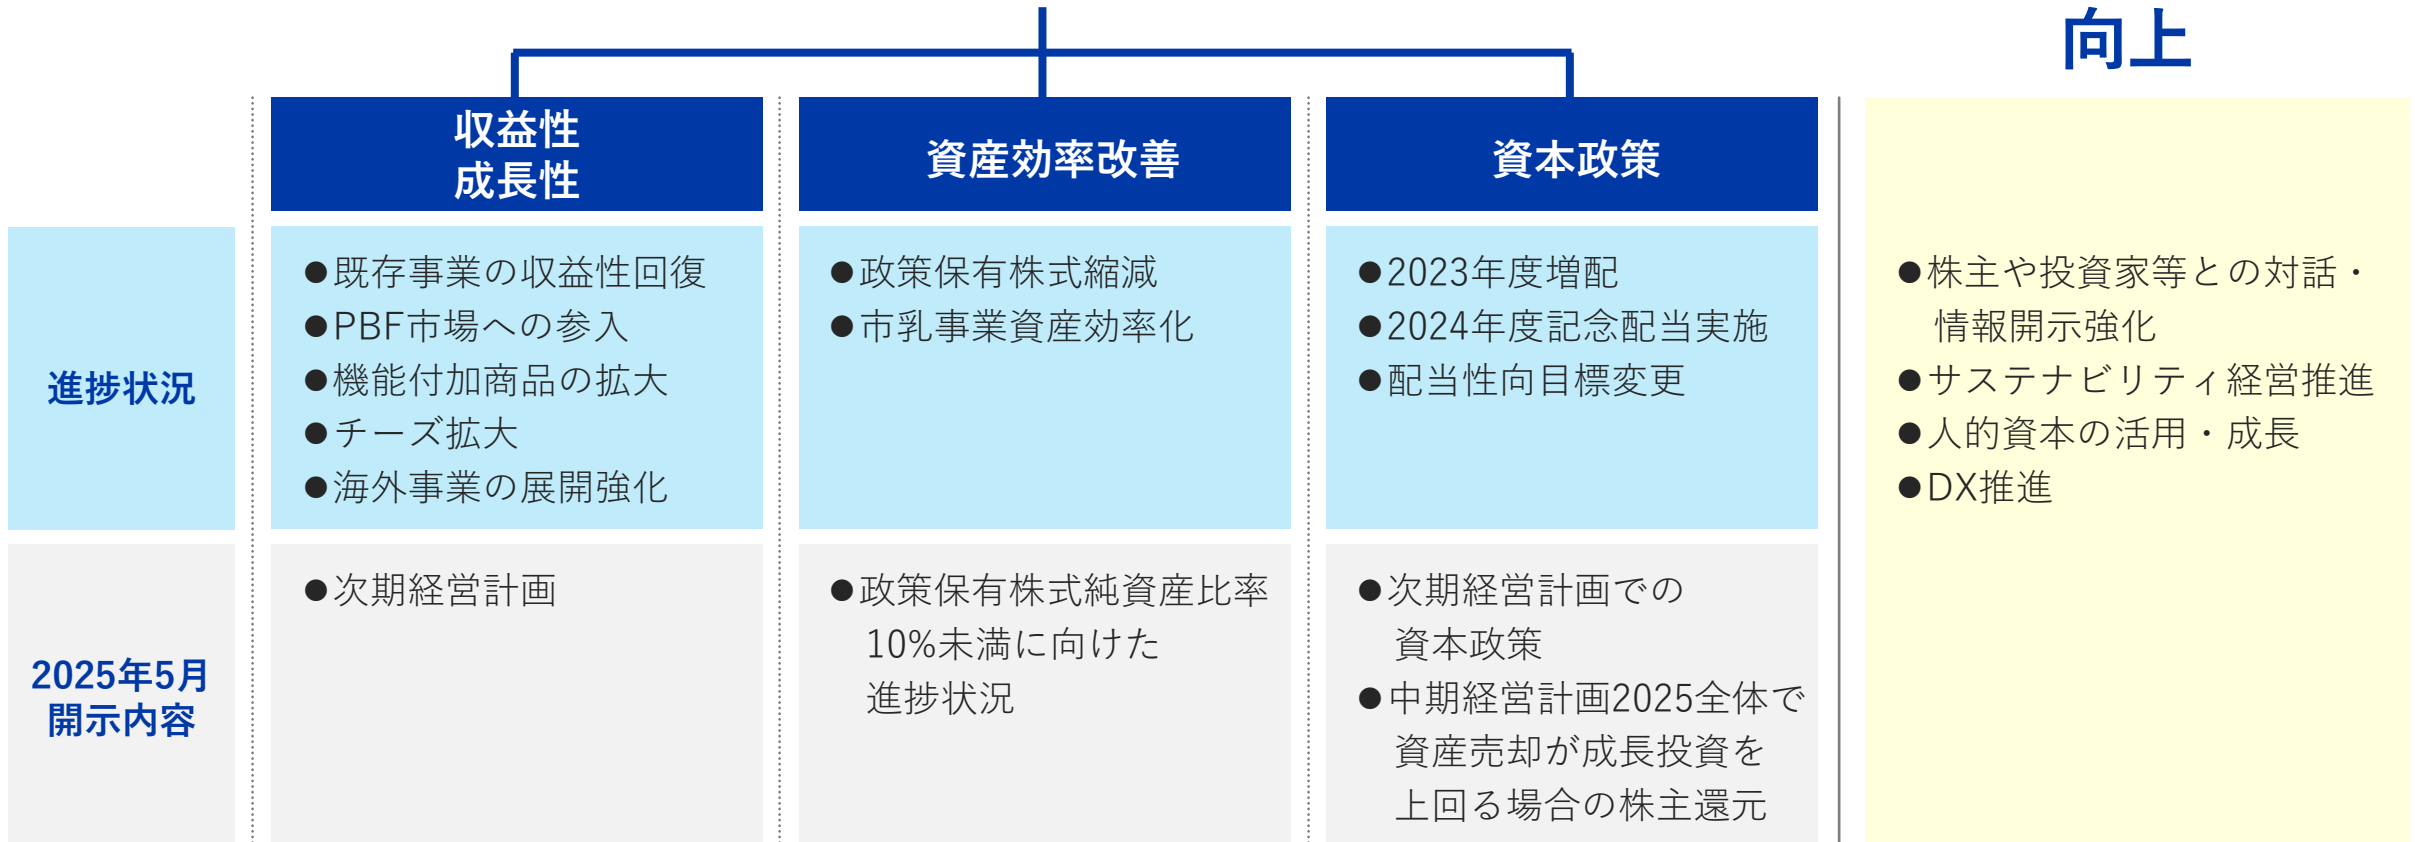 向上
収益性
成長性
資産効率改善
資本政策
進捗状況
●既存事業の収益性回復
●PBF市場への参入
●機能付加商品の拡大
●チーズ拡大
●海外事業の展開強化
●政策保有株式縮減
●市乳事業資産効率化
●2023年度増配
●2024年度記念配当実施
●配当性向目標変更
●株主や投資家等との対話・
情報開示強化
●サステナビリティ経営推進
●人的資本の活用・成長
●DX推進
2025年5月
開示内容
●次期経営計画
●政策保有株式純資産比率
10%未満に向けた
進捗状況
●次期経営計画での
資本政策
●中期経営計画2025全体で
資産売却が成長投資を
上回る場合の株主還元